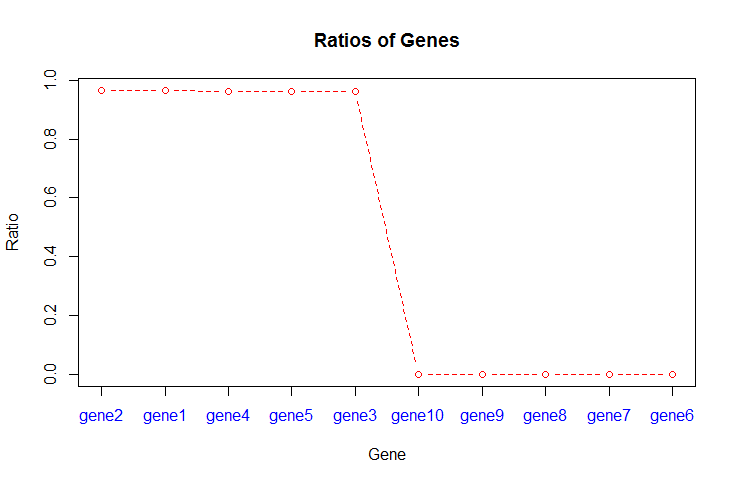 Ratios of Genes
1.0
0.8
0.6
0.4
0.2
0.0
Ratio
gene2 gene1 gene4 gene5 gene3 gene10 gene9 gene8 gene7 gene6
Gene